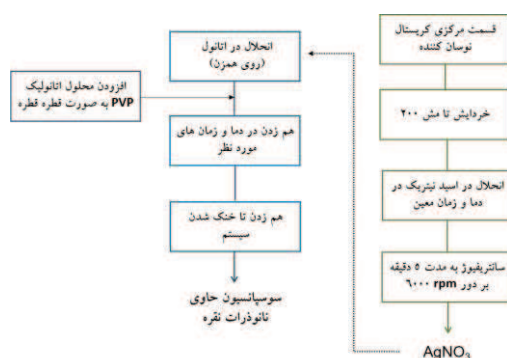 قسمت مرکزی کریستال
نوسان کننده
خردایش تا مش ۲۰۰
انحلال در اسید نیتریک در
دما و زمان معین
سانتریفیوژ به مدت ٥ دقیقه
بر دور ٦٠٠٠ rpm
AgNO₃
انحلال در اتانول
(روی همزن)
افزودن محلول اتانولیک
PVP به صورت قطره قطره
هم زدن در دما و زمان های
مورد نظر
هم زدن تا خنک شدن
سیستم
سوسپانسیون حاوی
نانوذرات نقره